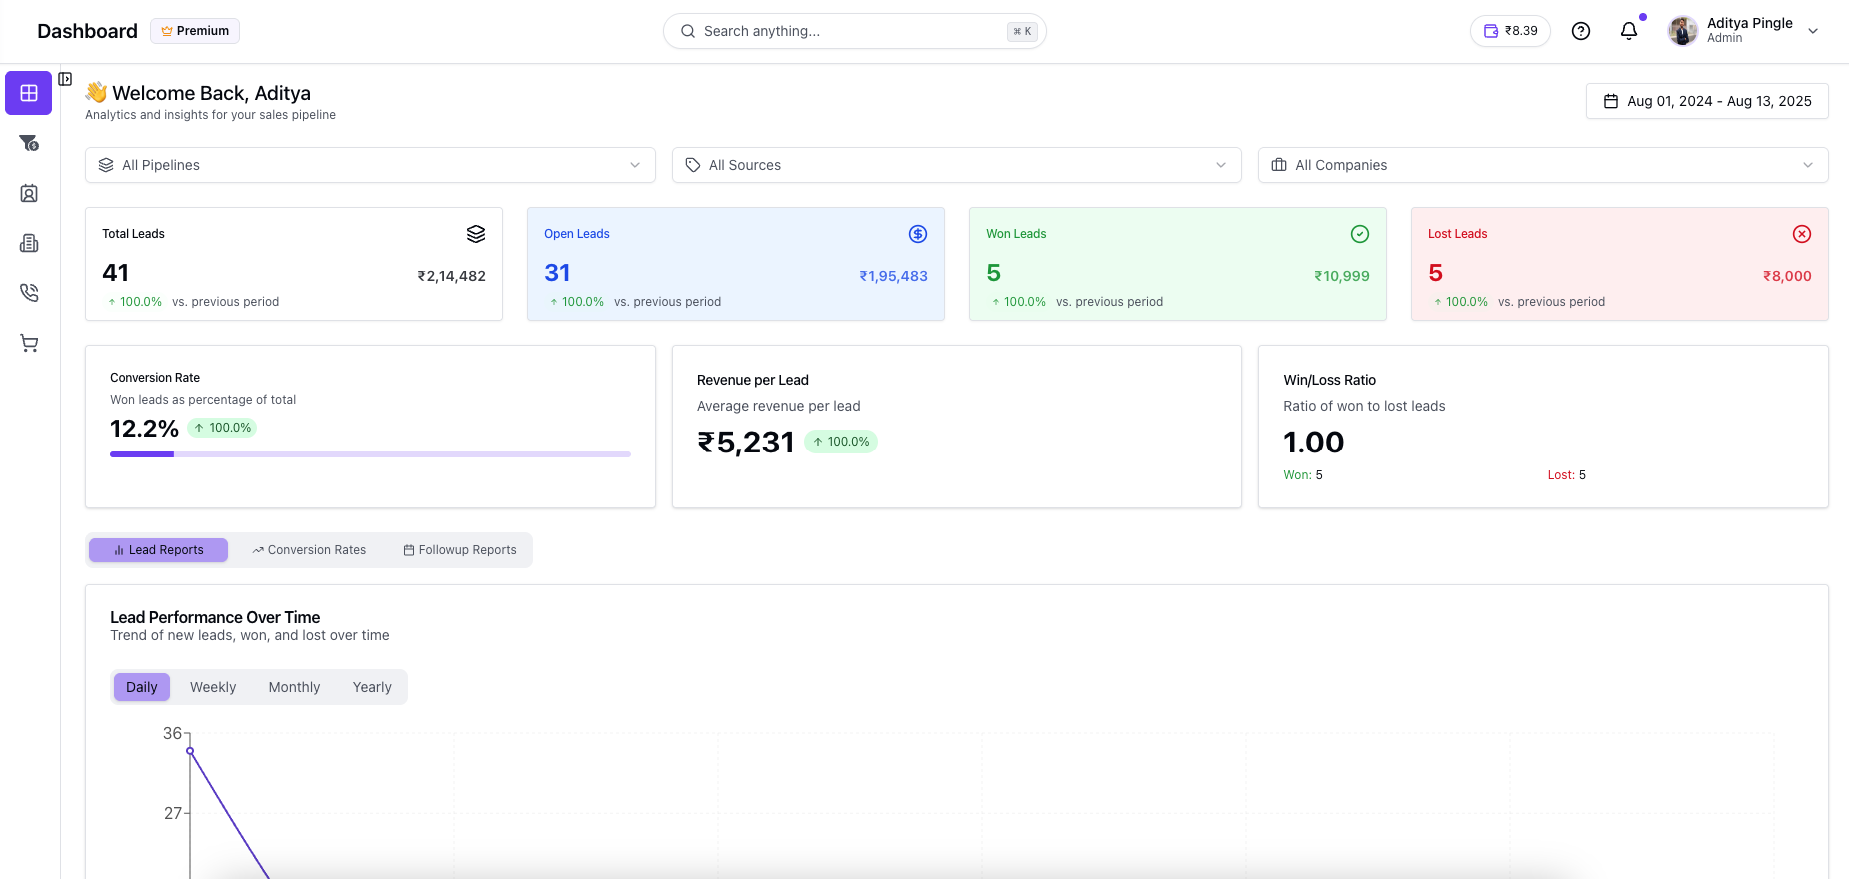 Dashboard
Premium
Search anything...
⌘ K
₹8.39
Aditya Pingle
Admin
👋 Welcome Back, Aditya
Analytics and insights for your sales pipeline
Aug 01, 2024 - Aug 13, 2025
All Pipelines
All Sources
All Companies
Total Leads
41
₹2,14,482
↑ 100.0% vs. previous period
Open Leads
31
₹1,95,483
↑ 100.0% vs. previous period
Won Leads
5
₹10,999
↑ 100.0% vs. previous period
Lost Leads
5
₹8,000
↑ 100.0% vs. previous period
Conversion Rate
Won leads as percentage of total
12.2% ↑ 100.0%
Revenue per Lead
Average revenue per lead
₹5,231 ↑ 100.0%
Win/Loss Ratio
Ratio of won to lost leads
1.00
Won: 5
Lost: 5
Lead Reports
Conversion Rates
Followup Reports
Lead Performance Over Time
Trend of new leads, won, and lost over time
Daily
Weekly
Monthly
Yearly
36
27